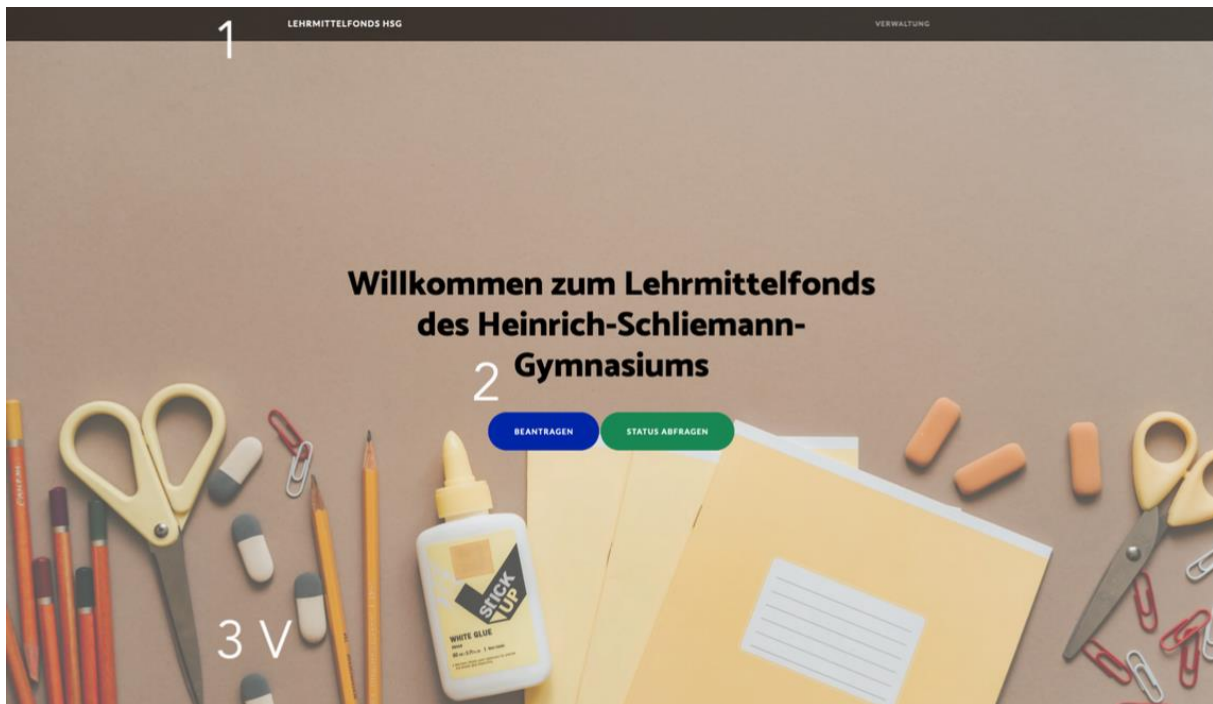 1
LEHRMITTELFONDS HSG
VERWALTUNG
Willkommen zum Lehrmittelfonds
des Heinrich-Schliemann-
2
Gymnasiums
BEANTRAGEN
STATUS ABFRAGEN
STICK
UP
WHITE GLUE
3 V